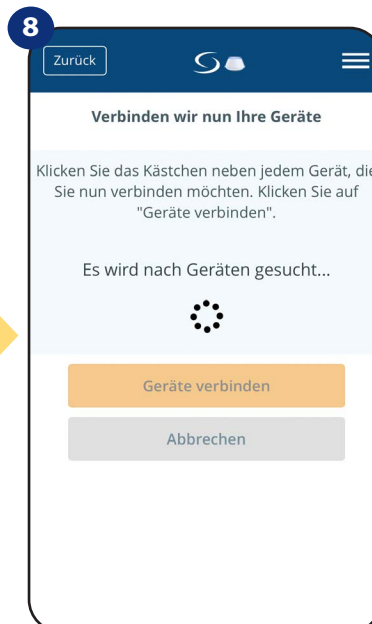 8
Zurück
Verbinden wir nun Ihre Geräte
Klicken Sie das Kästchen neben jedem Gerät, die
Sie nun verbinden möchten. Klicken Sie auf
"Geräte verbinden".
Es wird nach Geräten gesucht...
Geräte verbinden
Abbrechen